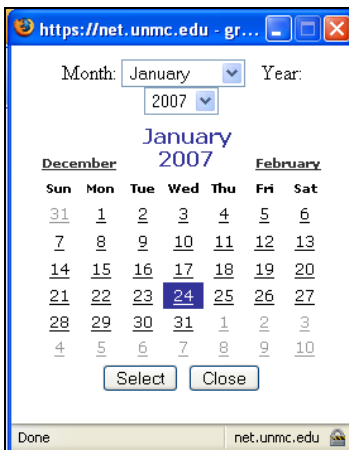 https://net.unmc.edu - gr...
Month: January Year:
2007
January
December 2007 February
Sun Mon Tue Wed Thu Fri Sat
31 1 2 3 4 5 6
7 8 9 10 11 12 13
14 15 16 17 18 19 20
21 22 23 24 25 26 27
28 29 30 31 1 2 3
4 5 6 7 8 9 10
Select Close
Done net.unmc.edu